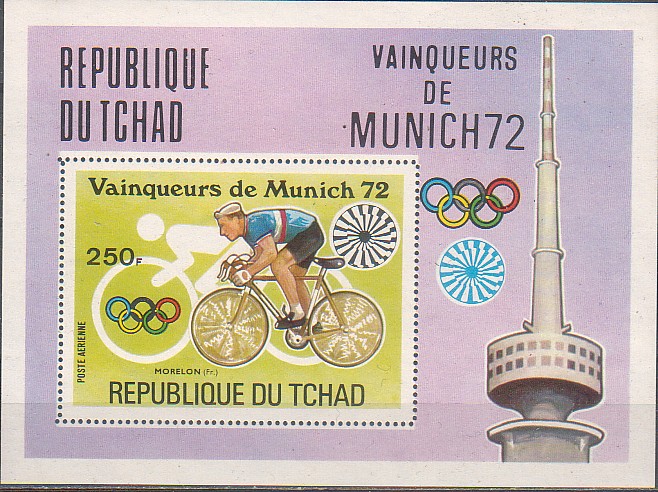 REPUBLIQUE
DU TCHAD
VAINQUEURS
DE
MUNICH 72
Vainqueurs de Munich 72
250F
POSTE AERIENNE
MORELON (Fr.)
REPUBLIQUE DU TCHAD